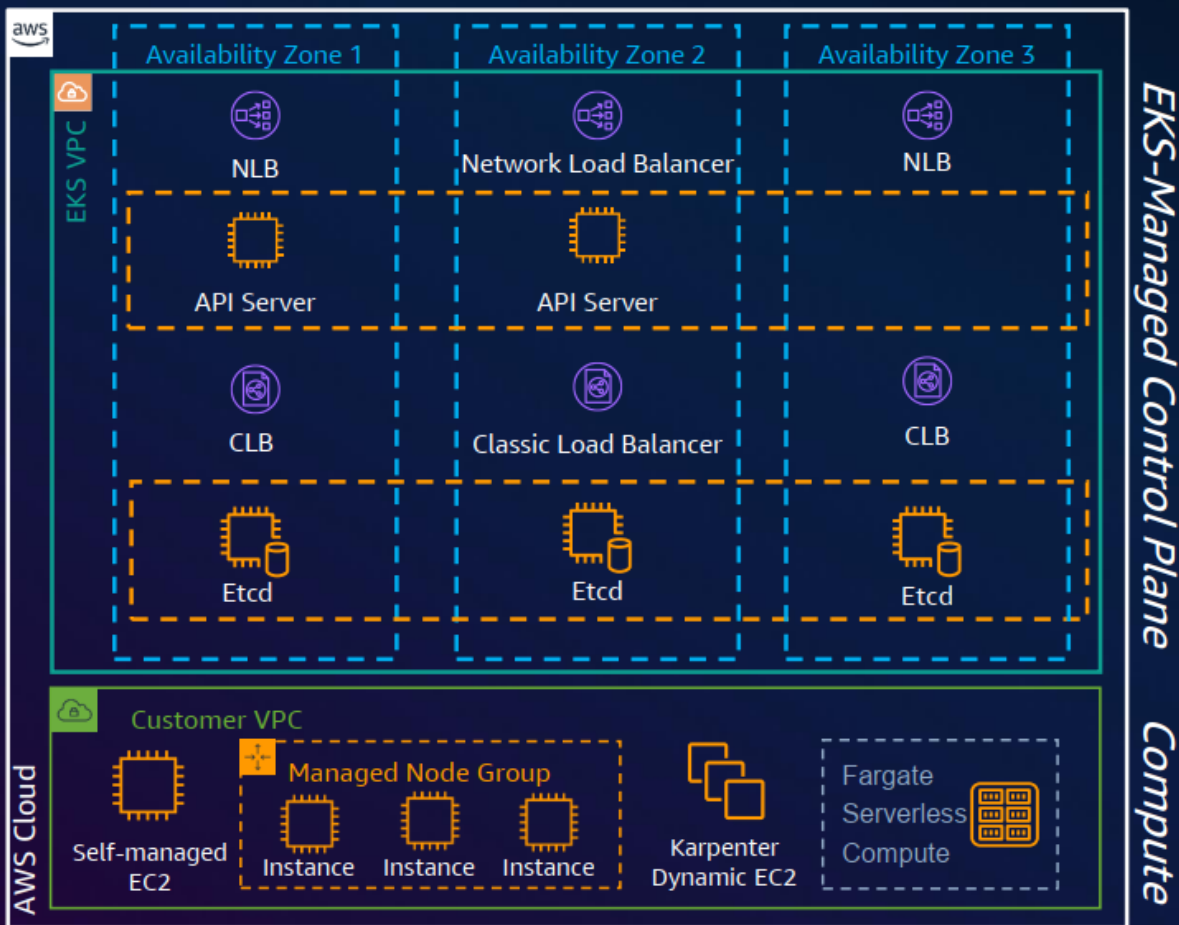 aws
Availability Zone 1
Availability Zone 2
Availability Zone 3
EKS VPC
NLB
Network Load Balancer
NLB
API Server
API Server
CLB
Classic Load Balancer
CLB
Etcd
Etcd
Etcd
EKS-Managed Control Plane
AWS Cloud
Customer VPC
Self-managed
EC2
Managed Node Group
Instance
Instance
Instance
Karpenter
Dynamic EC2
Fargate
Serverless
Compute
Compute